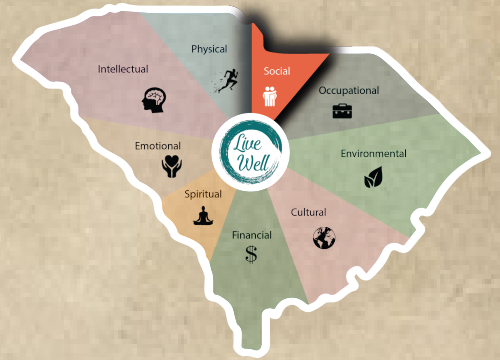 Physical
Social
Intellectual
Occupational
Emotional
Live
Well
Environmental
Spiritual
Cultural
Financial
$